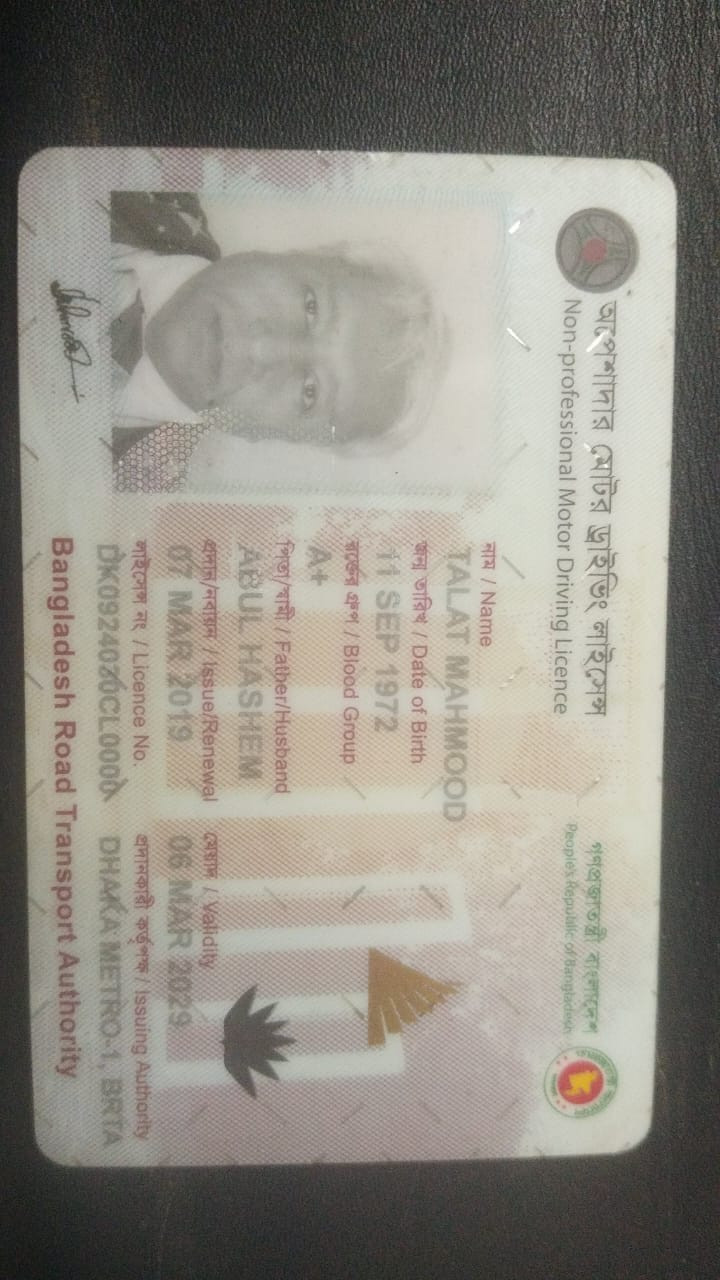 অপেশাদার মোটর ড্রাইভিং লাইসেন্স
Non-professional Motor Driving Licence
গণপ্রজাতন্ত্রী বাংলাদেশ
People's Republic of Bangladesh
নাম / Name
TALAT MAHMOOD
জন্ম তারিখ / Date of Birth
11 SEP 1972
রক্তের গ্রুপ / Blood Group
A+
পিতা/স্বামী / Father/Husband
ABUL HASHEM
প্রদান/নবায়ন / Issue/Renewal
07 MAR 2019
মেয়াদ / Validity
06 MAR 2029
লাইসেন্স নং / Licence No.
প্রদানকারী কর্তৃপক্ষ / Issuing Authority
DHAKA METRO-1, BRTA
Bangladesh Road Transport Authority